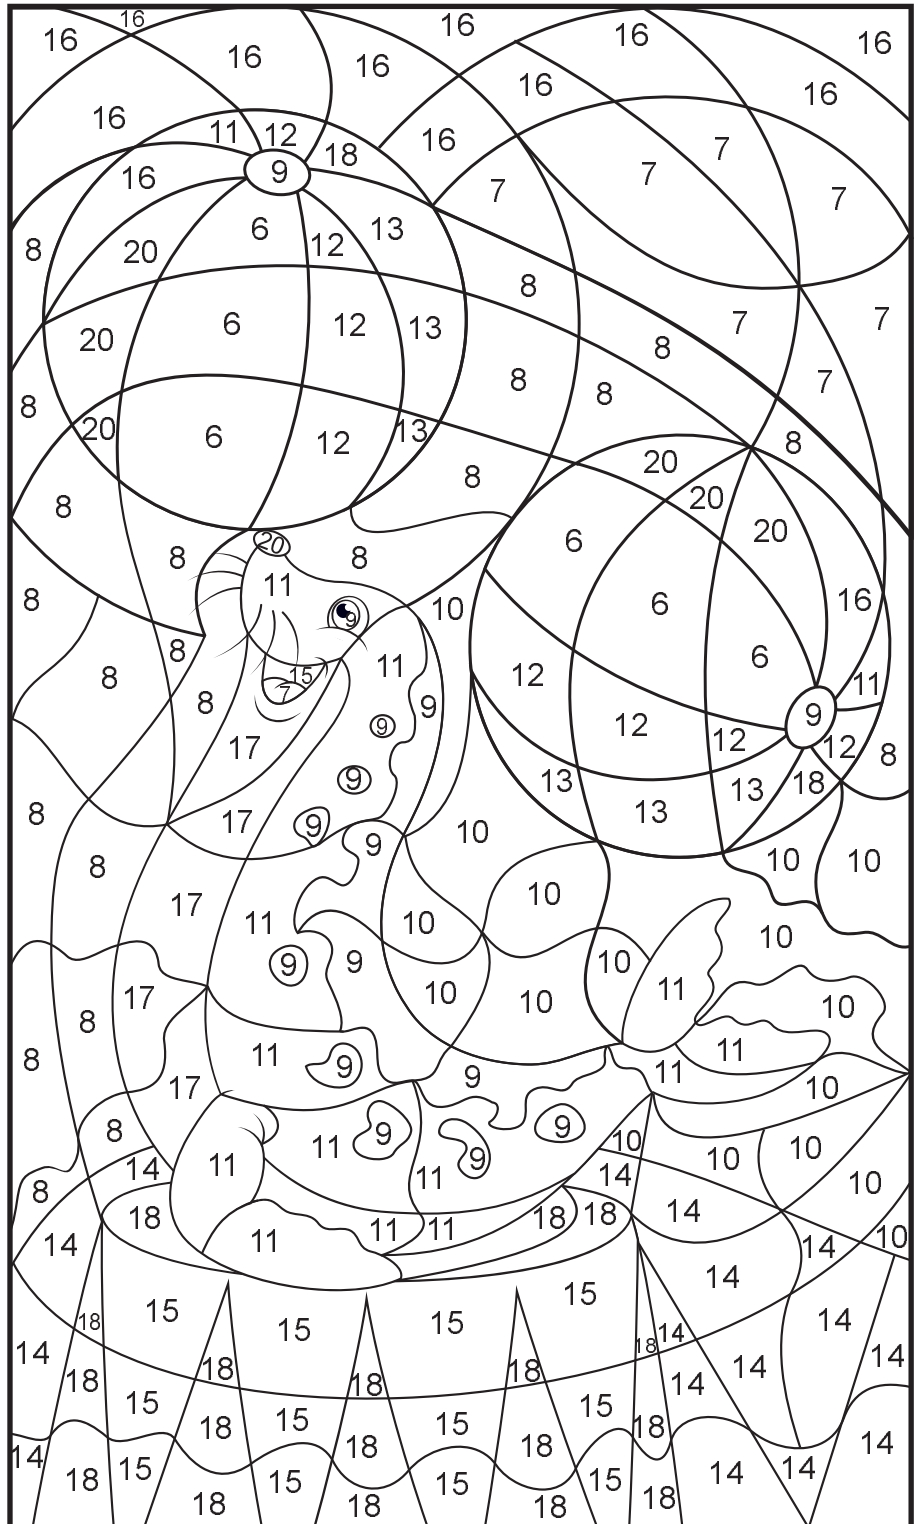 16 16 16 16
16 16 16
16 16
16 11 12 18 16
16 9 7 7 7
8 20 6 12 13 7
8
20 6 12 13 8 7 7
8 8 8 7
20 6 12 13 8
8 20 8
8 20 20
8 20 8 6
8 11 9 10 6 16
8 8 15 11 12 6
8 7 9 9 11
17 9 12 12 9 12 8
8 17 9 13 13 13 18
8 9 9 10 10 10
17 11 10 10 10
9 9 10
17 10 10 11 10
8 11 9 9 11 11 10
8 17
8 11 9 9 9 10 10 10
14 11 11 14 10
8 18 11 11 11 18 18 14
14 14 10
15 15 15 15 14
18 18 14 14
14 18 15 18 18 18 14 14 14
18 15 18 15 15 18
14 18 15 18 15 18 14 14 14
18 18 18 15 18